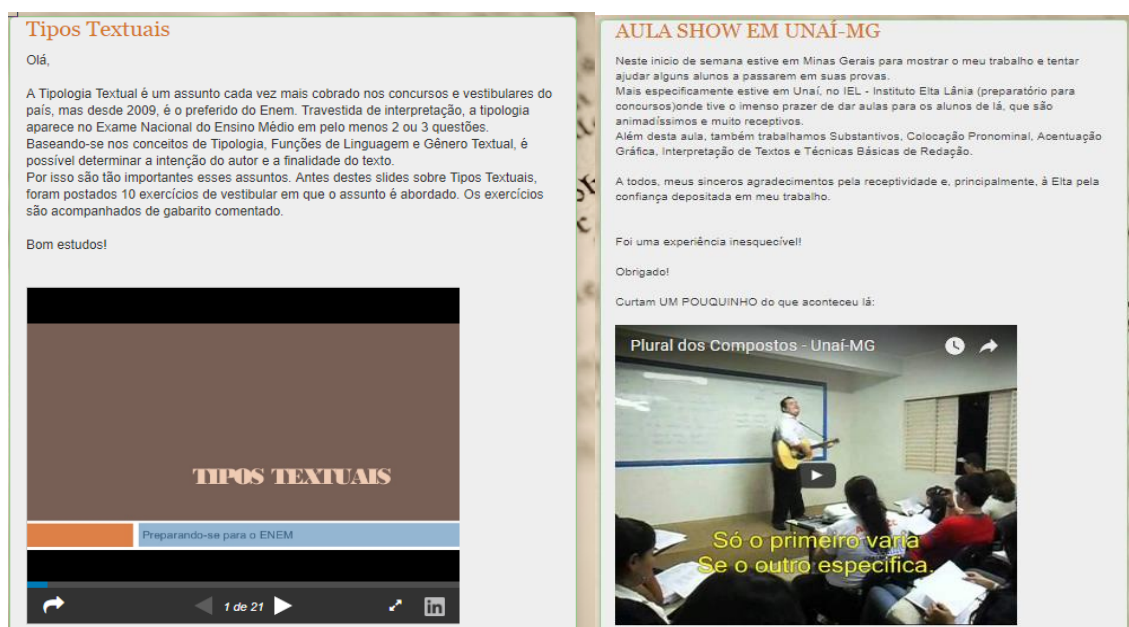 Tipos Textuais
Olá,
A Tipologia Textual é um assunto cada vez mais cobrado nos concursos e vestibulares do
país, mas desde 2009, é o preferido do Enem. Travestida de interpretação, a tipologia
aparece no Exame Nacional do Ensino Médio em pelo menos 2 ou 3 questões.
Baseando-se nos conceitos de Tipologia, Funções de Linguagem e Gênero Textual, é
possível determinar a intenção do autor e a finalidade do texto.
Por isso são tão importantes esses assuntos. Antes destes slides sobre Tipos Textuais,
foram postados 10 exercícios de vestibular em que o assunto é abordado. Os exercícios
são acompanhados de gabarito comentado.
Bom estudos!
TIPOS TEXTUAIS
Preparando-se para o ENEM
1 de 21
in
AULA SHOW EM UNAÍ-MG
Neste inicio de semana estive em Minas Gerais para mostrar o meu trabalho e tentar
ajudar alguns alunos a passarem em suas provas.
Mais especificamente estive em Unaí, no IEL - Instituto Elta Lânia (preparatório para
concursos)onde tive o imenso prazer de dar aulas para os alunos de lá, que são
animadíssimos e muito receptivos.
Além desta aula, também trabalhamos Substantivos, Colocação Pronominal, Acentuação
Gráfica, Interpretação de Textos e Técnicas Básicas de Redação.
A todos, meus sinceros agradecimentos pela receptividade e, principalmente, à Elta pela
confiança depositada em meu trabalho.
Foi uma experiência inesquecível!
Obrigado!
Curtam UM POUQUINHO do que aconteceu lá:
Plural dos Compostos - Unaí-MG
Só o primeiro varia
Se o outro especifica.